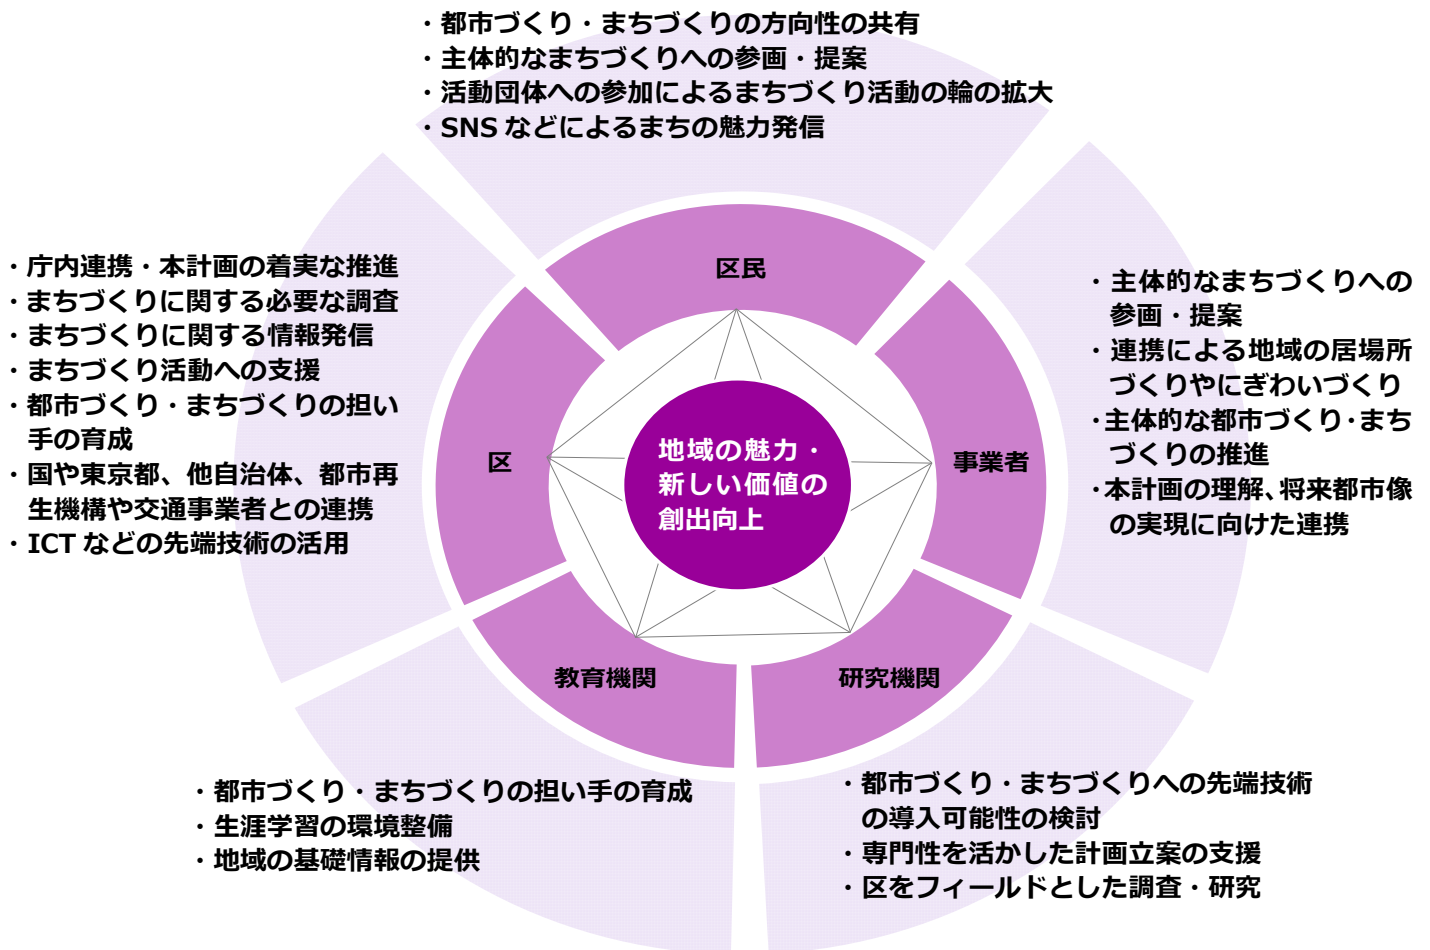 ・都市づくり・まちづくりの方向性の共有
・主体的なまちづくりへの参画・提案
・活動団体への参加によるまちづくり活動の輪の拡大
・SNS などによるまちの魅力発信
区民
・庁内連携・本計画の着実な推進
・まちづくりに関する必要な調査
・まちづくりに関する情報発信
・まちづくり活動への支援
・都市づくり・まちづくりの担い
手の育成
・国や東京都、他自治体、都市再
生機構や交通事業者との連携
・ICT などの先端技術の活用
区
地域の魅力・
新しい価値の
創出向上
事業者
・主体的なまちづくりへの
参画・提案
・連携による地域の居場所
づくりやにぎわいづくり
・主体的な都市づくり・まち
づくりの推進
・本計画の理解、将来都市像
の実現に向けた連携
教育機関
研究機関
・都市づくり・まちづくりの担い手の育成
・生涯学習の環境整備
・地域の基礎情報の提供
・都市づくり・まちづくりへの先端技術
の導入可能性の検討
・専門性を活かした計画立案の支援
・区をフィールドとした調査・研究